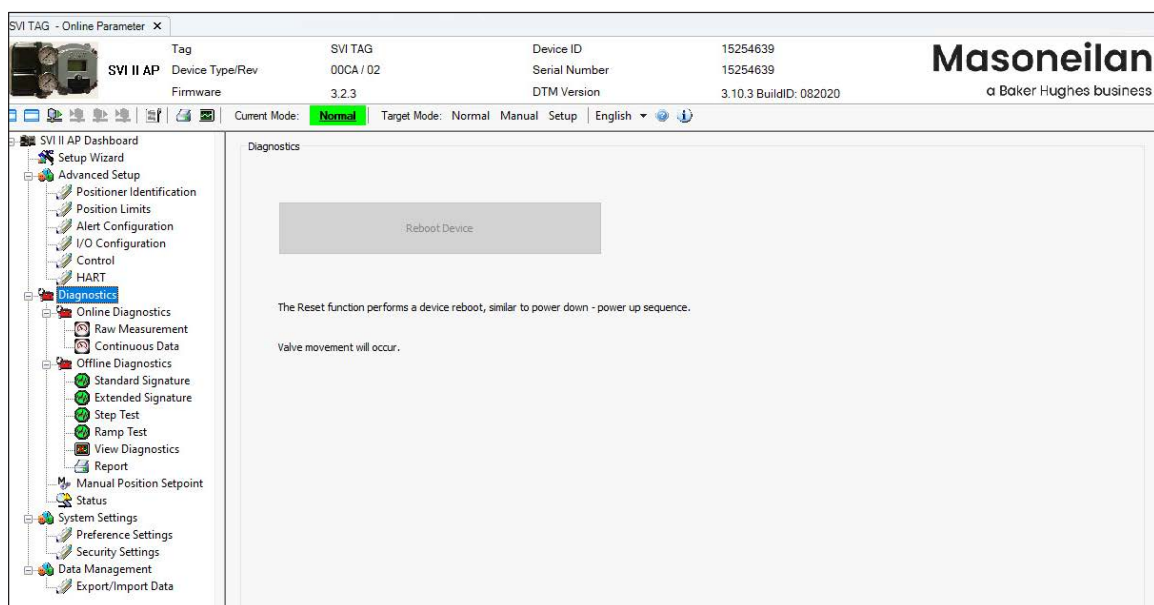 SVI TAG - Online Parameter X
SVI II AP
Tag SVI TAG Device ID 15254639
Device Type/Rev 00CA / 02 Serial Number 15254639
Firmware 3.2.3 DTM Version 3.10.3 BuildID: 082020
Masoneilan
a Baker Hughes business
Current Mode: Normal Target Mode: Normal Manual Setup English
SVI II AP Dashboard
Setup Wizard
Advanced Setup
Positioner Identification
Position Limits
Alert Configuration
I/O Configuration
Control
HART
Diagnostics
Online Diagnostics
Raw Measurement
Continuous Data
Offline Diagnostics
Standard Signature
Extended Signature
Step Test
Ramp Test
View Diagnostics
Report
Manual Position Setpoint
Status
System Settings
Preference Settings
Security Settings
Data Management
Export/Import Data
Diagnostics
Reboot Device
The Reset function performs a device reboot, similar to power down - power up sequence.
Valve movement will occur.